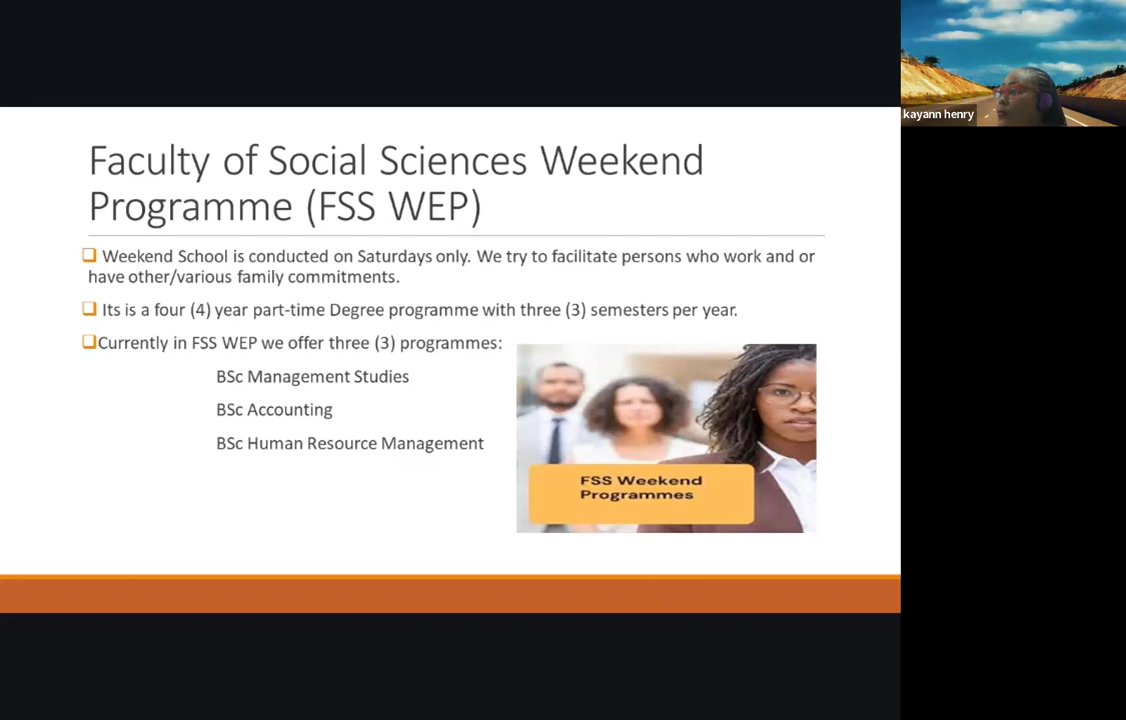 Faculty of Social Sciences Weekend
Programme (FSS WEP)
Weekend School is conducted on Saturdays only. We try to facilitate persons who work and or
have other/various family commitments.
Its is a four (4) year part-time Degree programme with three (3) semesters per year.
Currently in FSS WEP we offer three (3) programmes:
BSc Management Studies
BSc Accounting
BSc Human Resource Management
FSS Weekend
Programmes
kayann henry